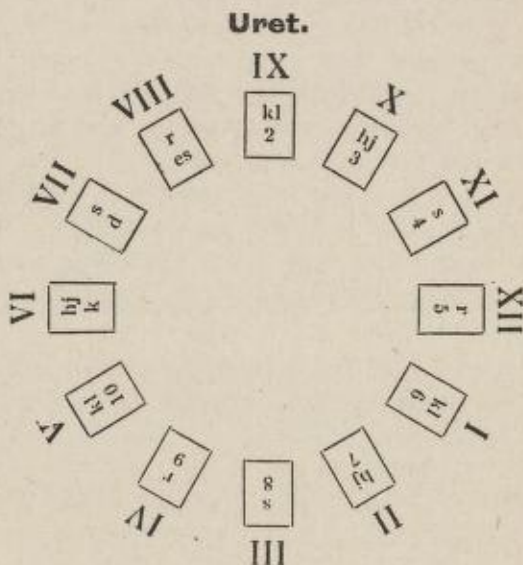 Uret.
IX
kl
2
X
hj
3
XI
s
4
XII
r
5
I
kl
6
II
hj
7
III
s
8
IV
r
9
V
kl
10
VI
hj
k
VII
s
d
VIII
r
es